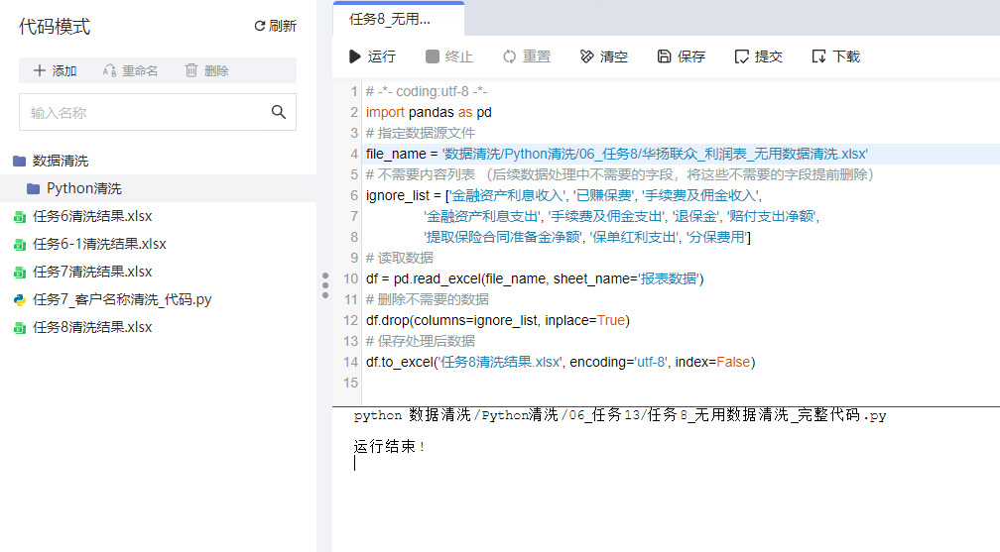 代码模式
刷新
添加 重命名 删除
输入名称
数据清洗
Python清洗
任务6清洗结果.xlsx
任务6-1清洗结果.xlsx
任务7清洗结果.xlsx
任务7_客户名称清洗_代码.py
任务8清洗结果.xlsx
任务8_无用...
运行 终止 重置 清空 保存 提交 下载
1 # -*- coding:utf-8 -*-
2 import pandas as pd
3 # 指定数据源文件
4 file_name = '数据清洗/Python清洗/06_任务8/华扬联众_利润表_无用数据清洗.xlsx'
5 # 不需要内容列表 （后续数据处理中不需要的字段，将这些不需要的字段提前删除）
6 ignore_list = ['金融资产利息收入', '已赚保费', '手续费及佣金收入',
7 '金融资产利息支出', '手续费及佣金支出', '退保金', '赔付支出净额',
8 '提取保险合同准备金净额', '保单红利支出', '分保费用']
9 # 读取数据
10 df = pd.read_excel(file_name, sheet_name='报表数据')
11 # 删除不需要的数据
12 df.drop(columns=ignore_list, inplace=True)
13 # 保存处理后数据
14 df.to_excel('任务8清洗结果.xlsx', encoding='utf-8', index=False)
15
python 数据清洗/Python清洗/06_任务13/任务8_无用数据清洗_完整代码.py
运行结束！